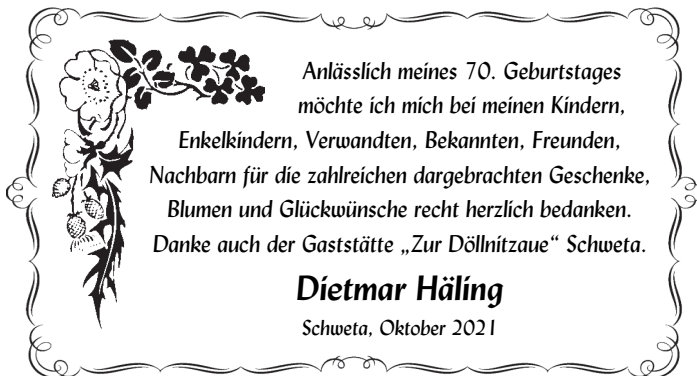 Anlässlich meines 70. Geburtstages
möchte ich mich bei meinen Kindern,
Enkelkindern, Verwandten, Bekannten, Freunden,
Nachbarn für die zahlreichen dargebrachten Geschenke,
Blumen und Glückwünsche recht herzlich bedanken.
Danke auch der Gaststätte „Zur Döllnitzaue“ Schweta.
Dietmar Häling
Schweta, Oktober 2021